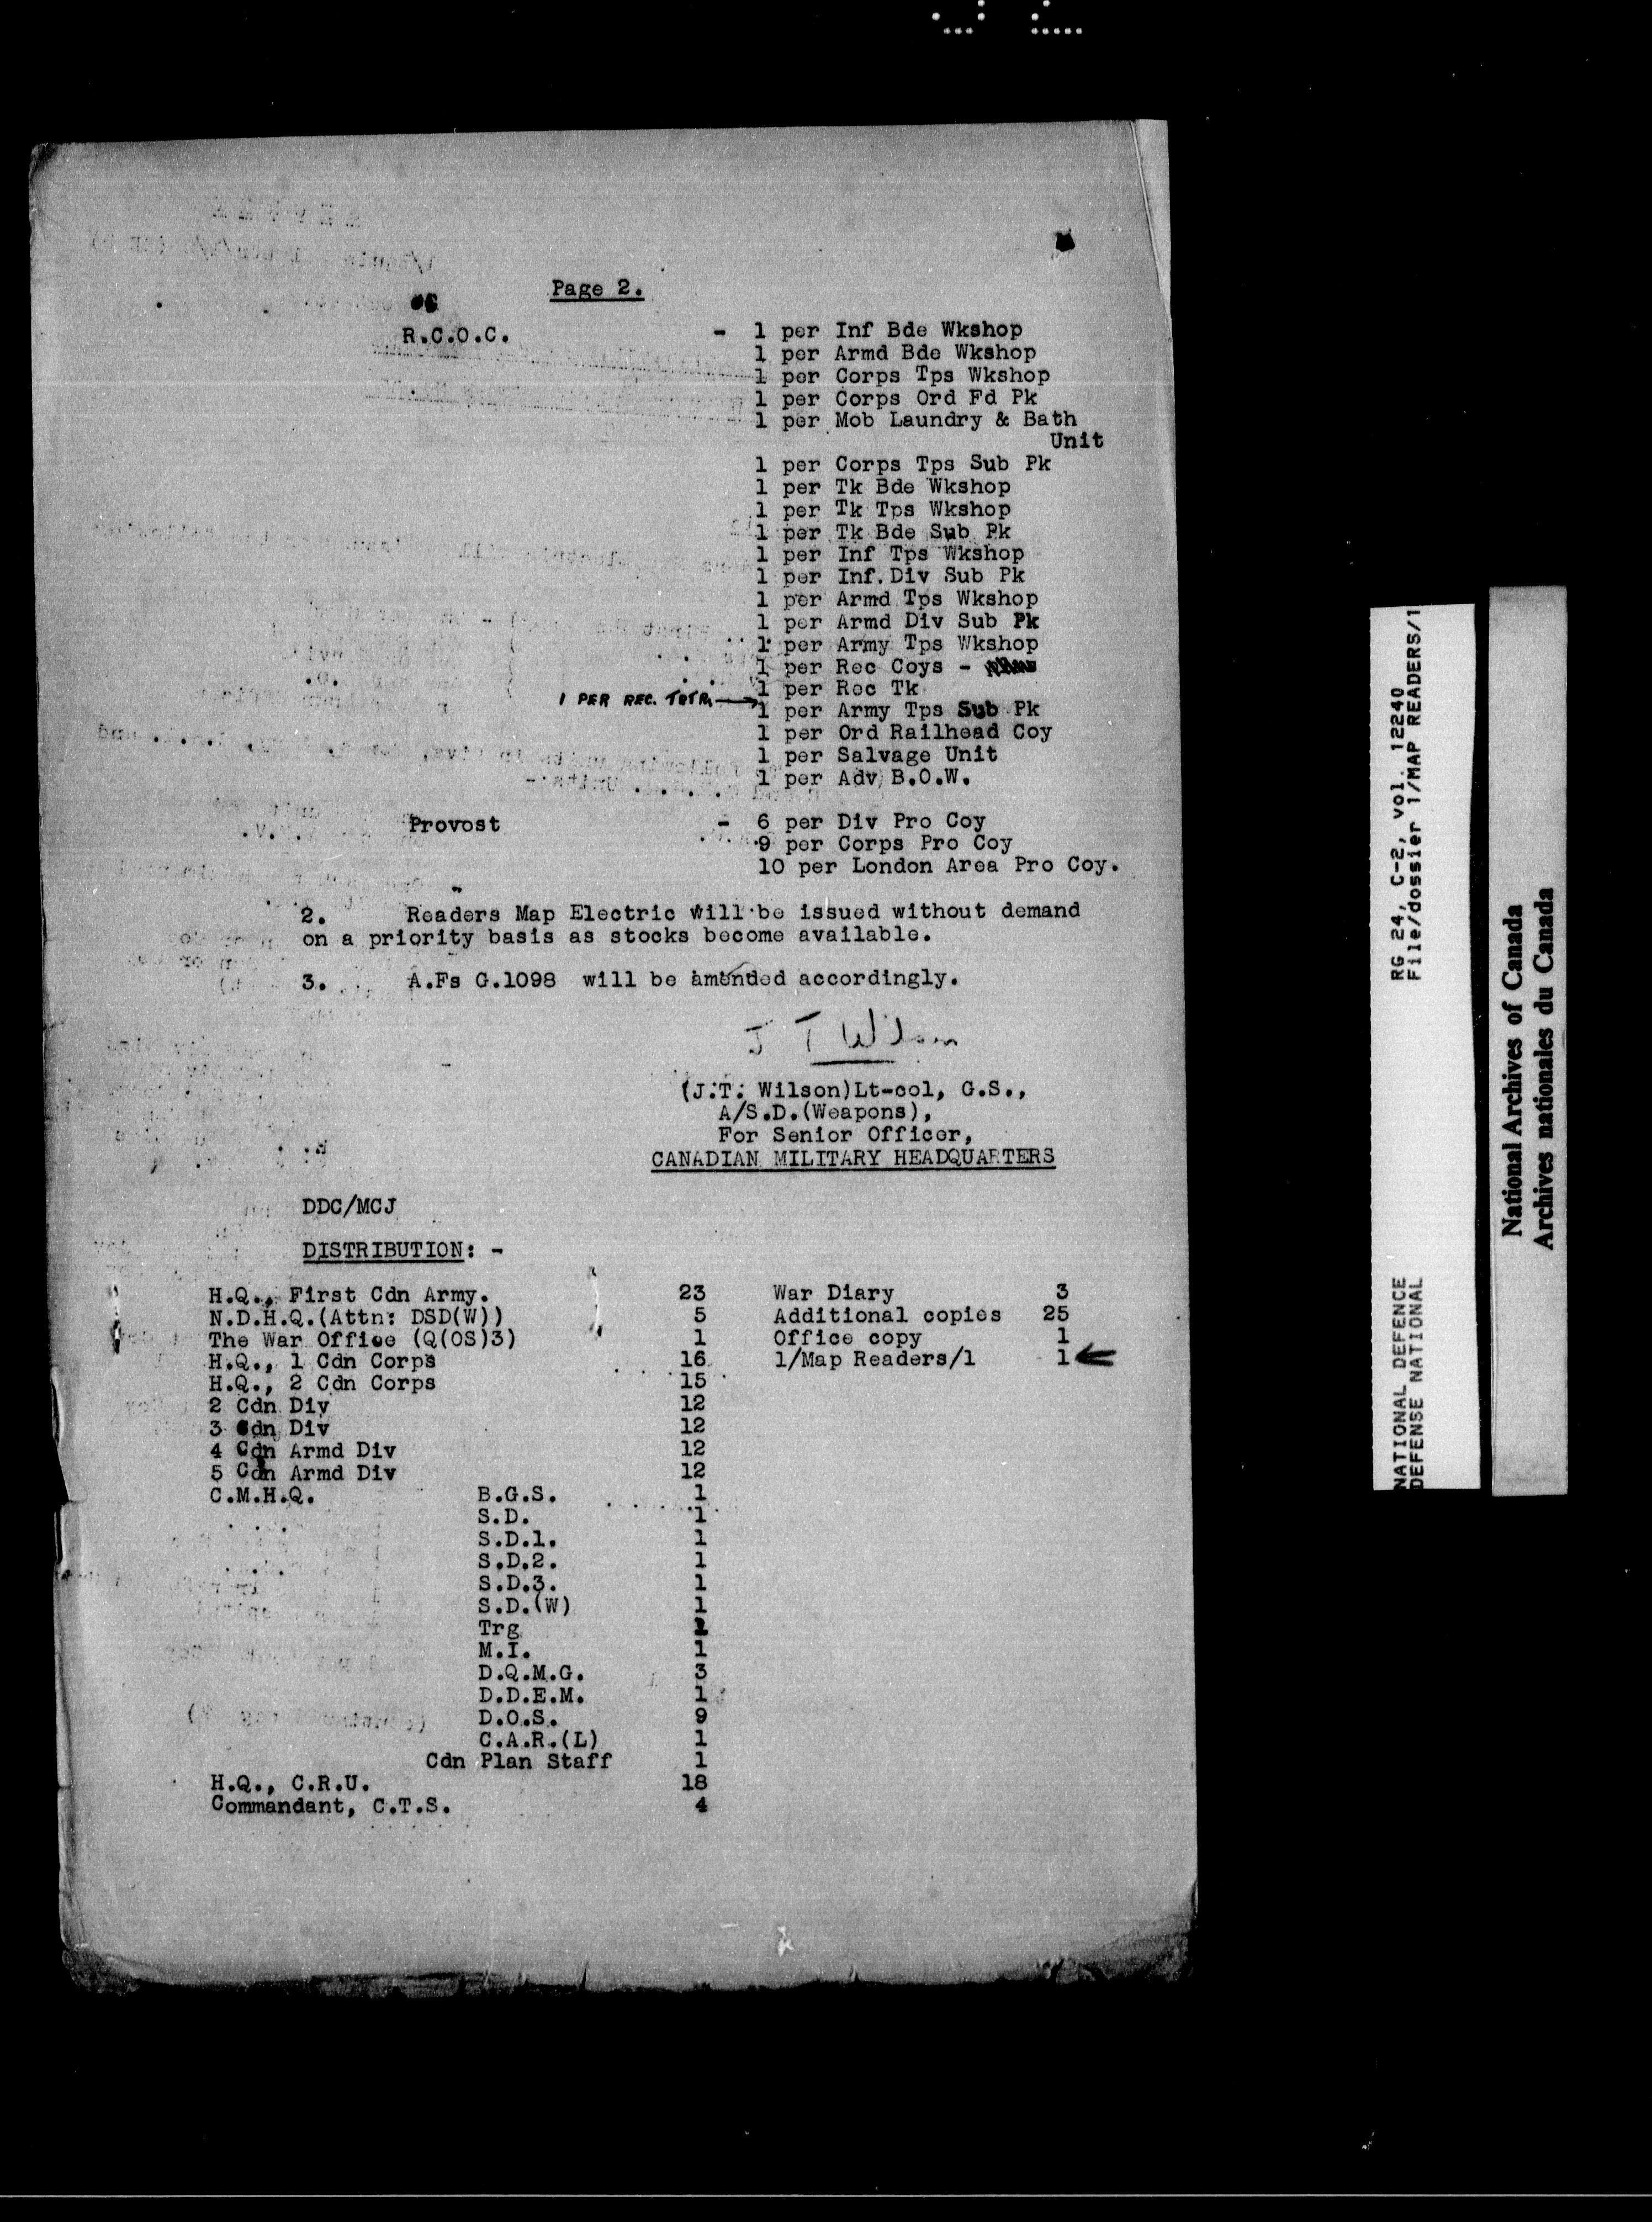 Page 2.
R.C.O.C. - 1 per Inf Bde Wkshop
1 per Armd Bde Wkshop
1 per Corps Tps Wkshop
1 per Corps Ord Fd Pk
1 per Mob Laundry & Bath
Unit
1 per Corps Tps Sub Pk
1 per Tk Bde Wkshop
1 per Tk Tps Wkshop
1 per Tk Bde Sub Pk
1 per Inf Tps Wkshop
1 per Inf. Div Sub Pk
1 per Armd Tps Wkshop
1 per Armd Div Sub Pk
1 per Army Tps Wkshop
1 per Rec Coys -
1 per Rec Tk
1 PER REC.
1 per Army Tps Sub Pk
1 per Ord Railhead Coy
1 per Salvage Unit
1 per Adv B.O.W.
Provost - 6 per Div Pro Coy
9 per Corps Pro Coy
10 per London Area Pro Coy.
2. Readers Map Electric will be issued without demand
on a priority basis as stocks become available.
3. A.Fs G.1098 will be amended accordingly.
J T Wilson
(J.T. Wilson)Lt-col, G.S.,
A/S.D.(Weapons),
For Senior Officer,
CANADIAN MILITARY HEADQUARTERS
DDC/MCJ
DISTRIBUTION: -
H.Q., First Cdn Army. 23 War Diary 3
N.D.H.Q.(Attn: DSD(W)) 5 Additional copies 25
The War Office (Q(OS)3) 1 Office copy 1
H.Q., 1 Cdn Corps 16 1/Map Readers/1 1
H.Q., 2 Cdn Corps 15
2 Cdn Div 12
3 Cdn Div 12
4 Cdn Armd Div 12
5 Cdn Armd Div 12
C.M.H.Q. B.G.S. 1
S.D. 1
S.D.1. 1
S.D.2. 1
S.D.3. 1
S.D.(W) 1
Trg
M.I. 1
D.Q.M.G. 3
D.D.E.M. 1
D.O.S. 9
C.A.R.(L) 1
Cdn Plan Staff 1
H.Q., C.R.U. 18
Commandant, C.T.S. 4
NATIONAL DEFENCE RG 24, C-2, vol. 12240
DEFENSE NATIONAL File/dossier 1/MAP READERS/1
National Archives of Canada
Archives nationales du Canada